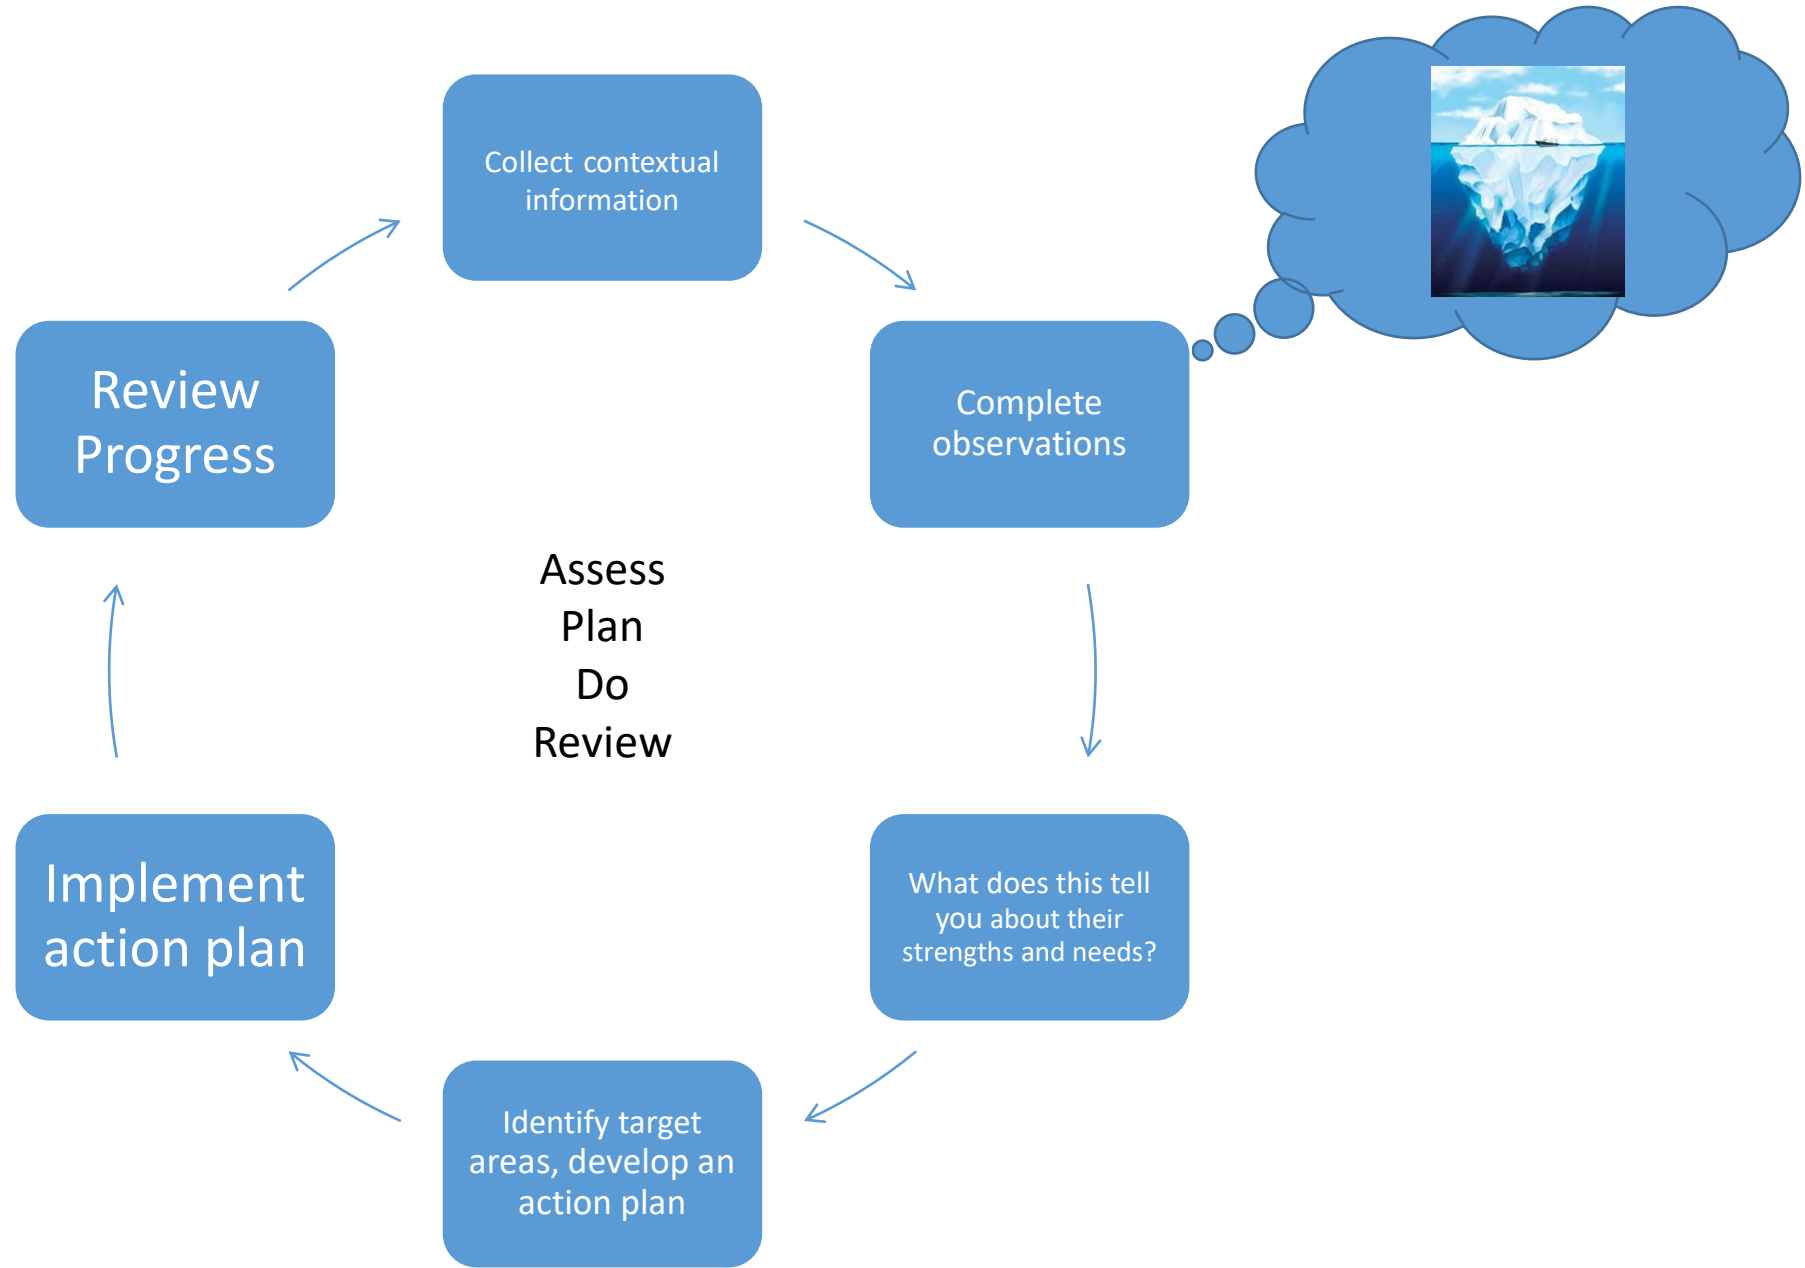 Collect contextual
information
Complete
observations
What does this tell
you about their
strengths and needs?
Identify target
areas, develop an
action plan
Implement
action plan
Review
Progress
Assess
Plan
Do
Review